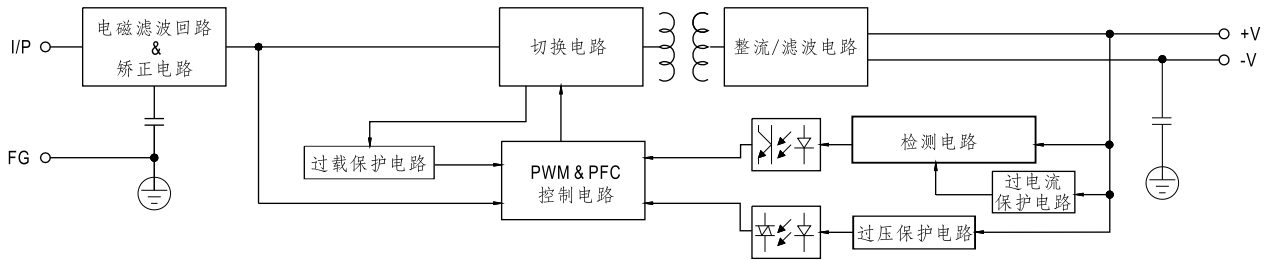 电磁滤波回路
&
矫正电路
I/P
切换电路
整流/滤波电路
+V
-V
FG
过载保护电路
PWM & PFC
控制电路
检测电路
过电流
保护电路
过压保护电路